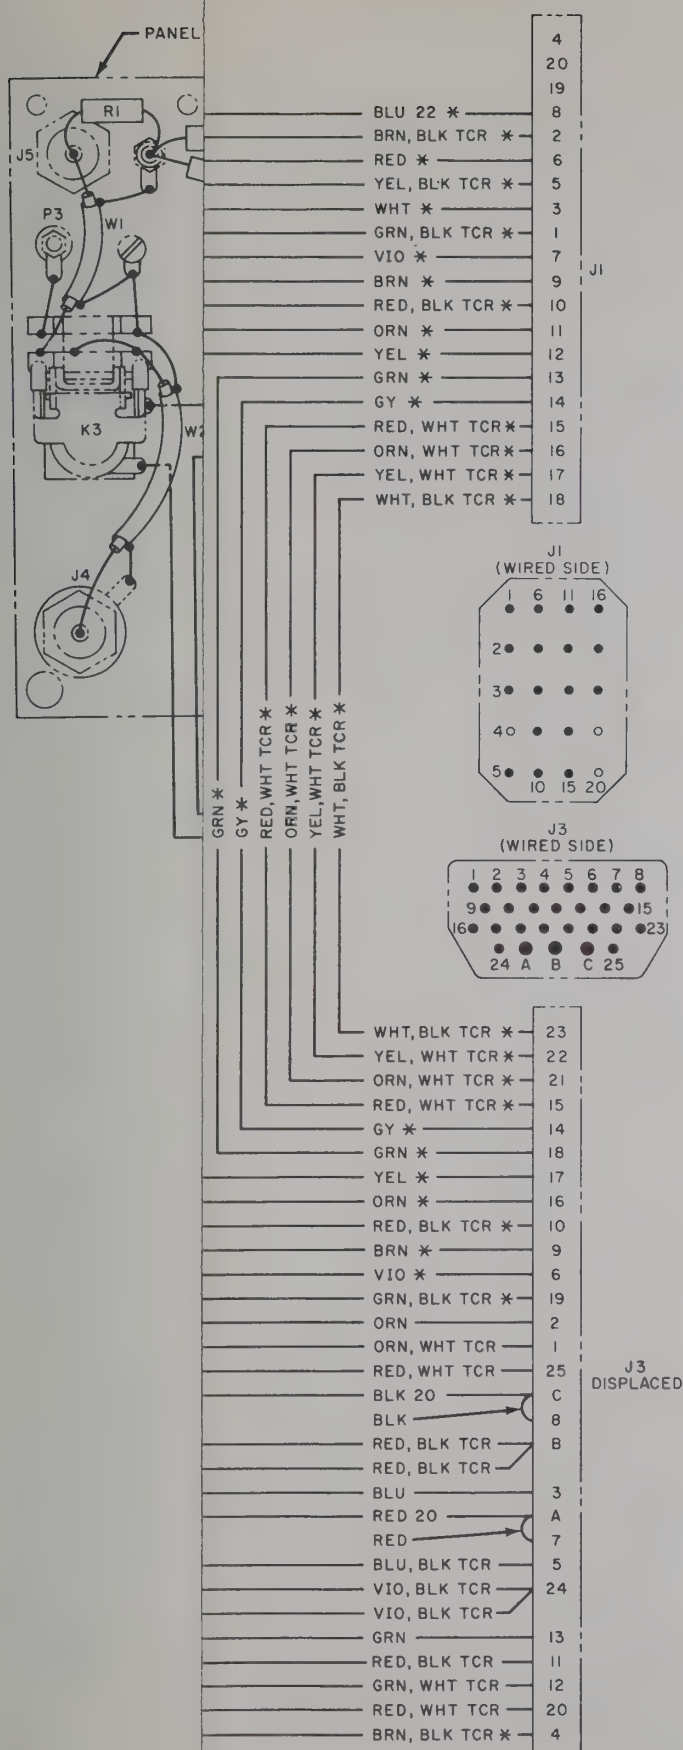 PANEL
R1
J5
P3
W1
K3
W2
J4
4
20
19
BLU 22 * 8
BRN, BLK TCR * 2
RED * 6
YEL, BLK TCR * 5
WHT * 3
GRN, BLK TCR * 1
VIO * 7
BRN * 9
RED, BLK TCR * 10
ORN * 11
YEL * 12
GRN * 13
GY * 14
RED, WHT TCR * 15
ORN, WHT TCR * 16
YEL, WHT TCR * 17
WHT, BLK TCR * 18
J1
J1
(WIRED SIDE)
1 6 11 16
2
3
4
5 10 15 20
GRN *
GY *
RED, WHT TCR *
ORN, WHT TCR *
YEL, WHT TCR *
WHT, BLK TCR *
J3
(WIRED SIDE)
1 2 3 4 5 6 7 8
9 15
16 23
24 A B C 25
WHT, BLK TCR * 23
YEL, WHT TCR * 22
ORN, WHT TCR * 21
RED, WHT TCR * 15
GY * 14
GRN * 18
YEL * 17
ORN * 16
RED, BLK TCR * 10
BRN * 9
VIO * 6
GRN, BLK TCR * 19
ORN 2
ORN, WHT TCR 1
RED, WHT TCR 25
BLK 20 C
BLK 8
RED, BLK TCR B
RED, BLK TCR
BLU 3
RED 20 A
RED 7
BLU, BLK TCR 5
VIO, BLK TCR 24
VIO, BLK TCR
GRN 13
RED, BLK TCR 11
GRN, WHT TCR 12
RED, WHT TCR 20
BRN, BLK TCR * 4
J3
DISPLACED